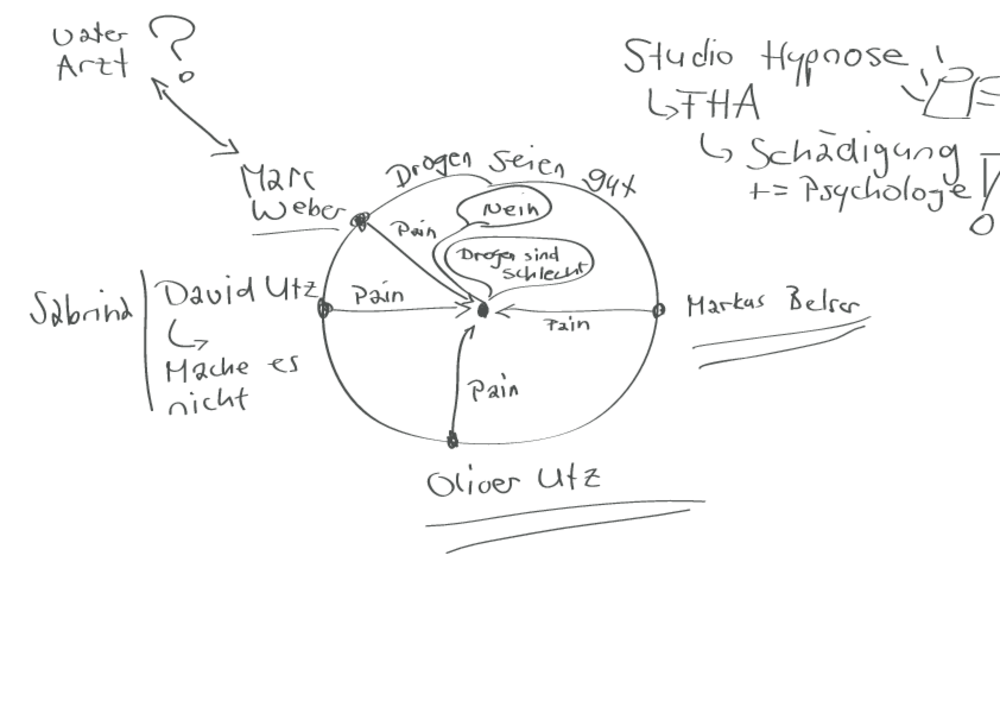 Vater
Arzt ?
Studio Hypnose
↳ FHA
↳ Schädigung
+= Psychologe !
Drogen seien gut
Marc
Weber
Nein
Pain
Drogen sind
schlecht
Sabrina
David Utz
↳
Mache es
nicht
Pain
Pain
Markus Belser
Pain
Oliver Utz